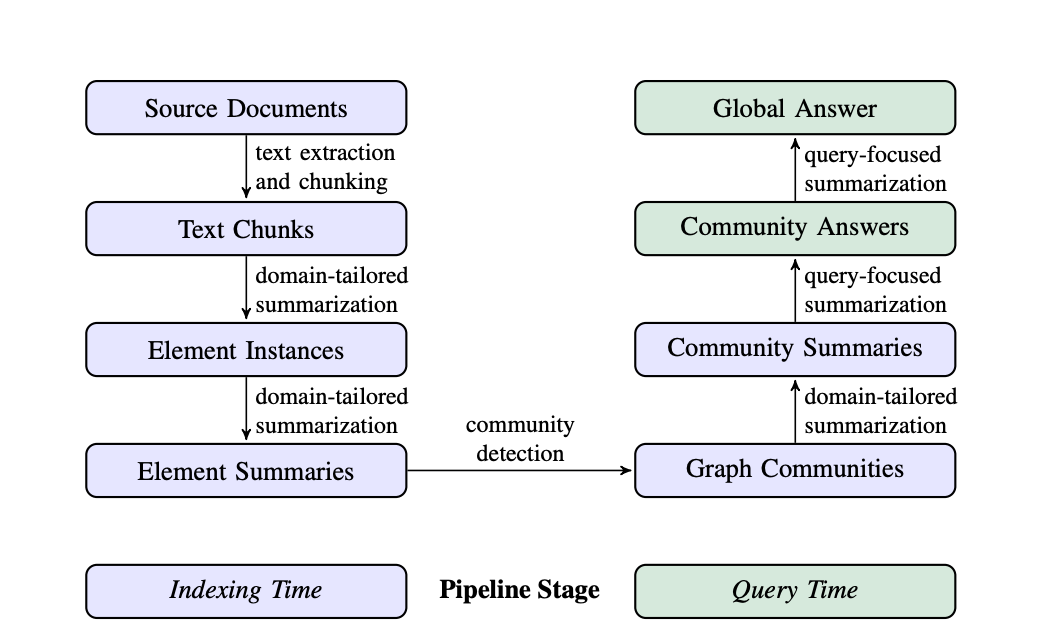 Source Documents
text extraction
and chunking
Text Chunks
domain-tailored
summarization
Element Instances
domain-tailored
summarization
Element Summaries
community
detection
Graph Communities
domain-tailored
summarization
Community Summaries
query-focused
summarization
Community Answers
query-focused
summarization
Global Answer
Indexing Time
Pipeline Stage
Query Time